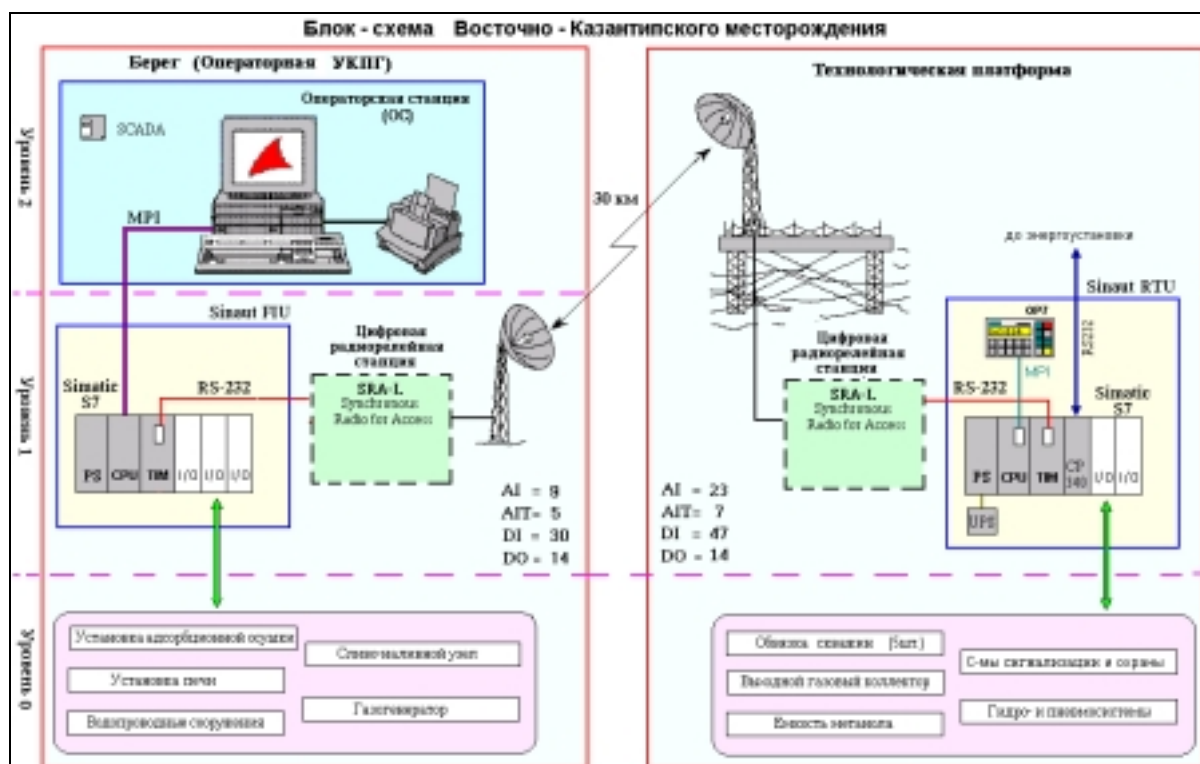 Блок - схема Восточно - Казантипского месторождения
Берег (Операторная УКПГ)
Операторская станция
(ОС)
SCADA
MPI
Уровень 2
Технологическая платформа
30 км
до энергоустановки
Sinaut FIU
Simatic
S7
RS-232
PS
CPU
TIM
I/O
I/O
I/O
Цифровая
радиорелейная
станция
SRA-L
Synchronous
Radio for Access
AI = 9
AIT= 5
DI = 30
DO - 14
Уровень 1
Цифровая
радиорелейная
станция
SRA-L
Synchronous
Radio for Access
AI = 23
AIT= 7
DI = 47
DO - 14
Sinaut RTU
OP7
RS232
MPI
RS-232
Simatic
S7
PS
CPU
TIM
CP
340
I/O
I/O
UPS
Уровень 0
Установка адсорбционной осушки
Установка печи
Водопроводные сооружения
Сливо-наливной узел
Газогенератор
Обвязка скважин (5шт.)
Выходной газовый коллектор
Емкость метанола
С-мы сигнализации и охраны
Гидро- и пневмосистемы